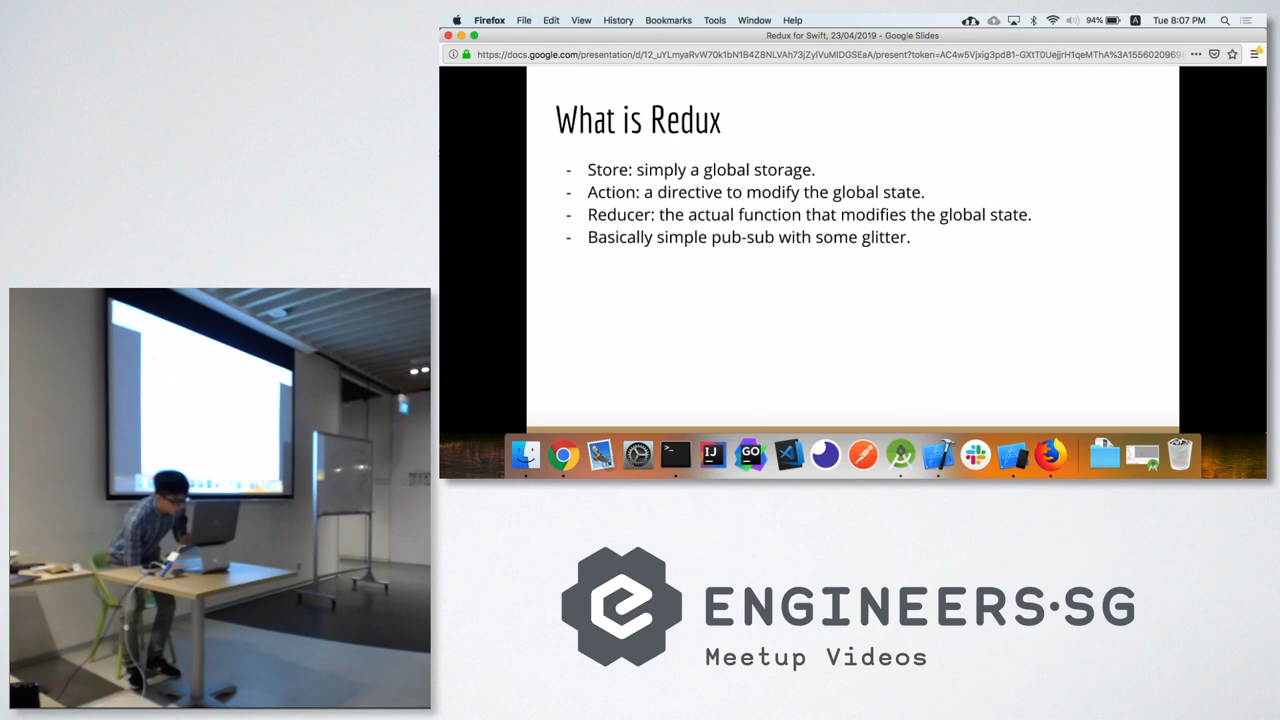 Firefox File Edit View History Bookmarks Tools Window Help 94% A Tue 8:07 PM
Redux for Swift, 23/04/2019 - Google Slides
What is Redux
- Store: simply a global storage.
- Action: a directive to modify the global state.
- Reducer: the actual function that modifies the global state.
- Basically simple pub-sub with some glitter.
IJ
GO
ENGINEERS·SG
Meetup Videos